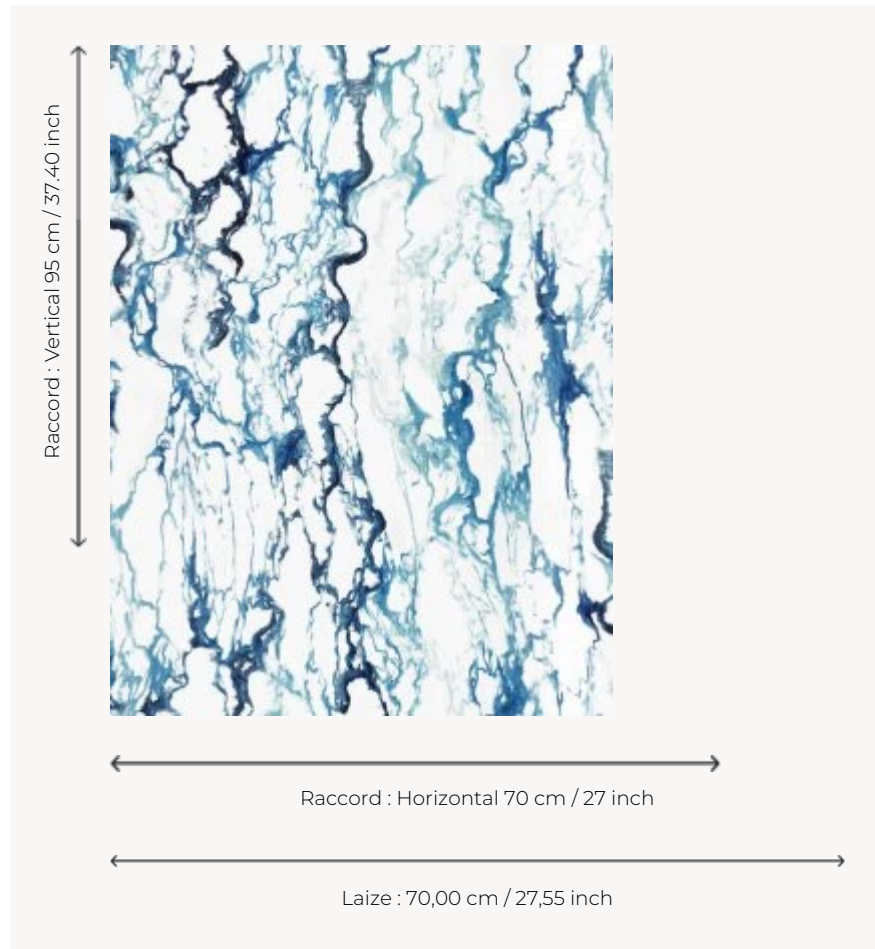 Raccord : Vertical 95 cm / 37.40 inch
Raccord : Horizontal 70 cm / 27 inch
Laize : 70,00 cm / 27,55 inch